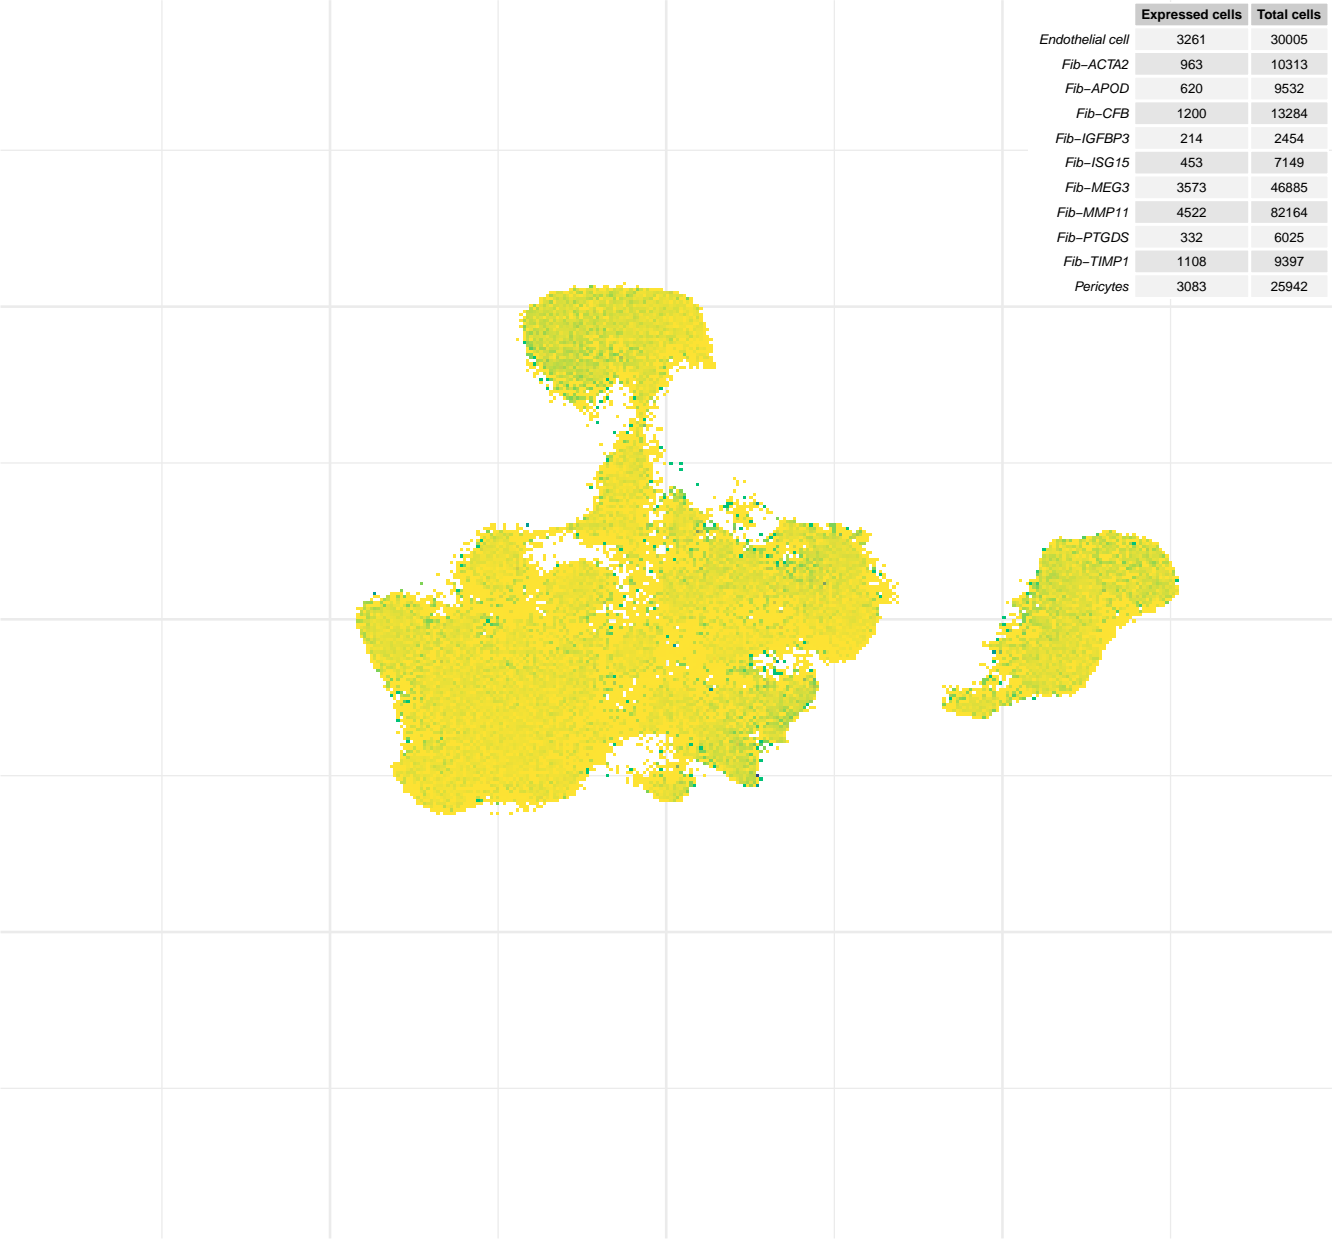 Expressed cells Total cells
Endothelial cell 3261 30005
Fib−ACTA2 963 10313
Fib−APOD 620 9532
Fib−CFB 1200 13284
Fib−IGFBP3 214 2454
Fib−ISG15 453 7149
Fib−MEG3 3573 46885
Fib−MMP11 4522 82164
Fib−PTGDS 332 6025
Fib−TIMP1 1108 9397
Pericytes 3083 25942